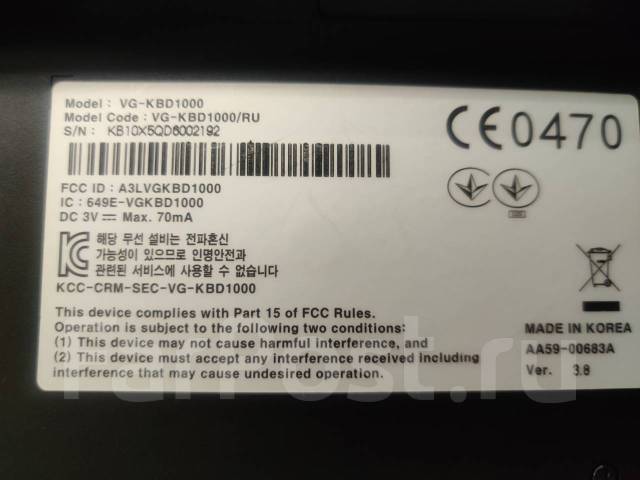 Model : VG-KBD1000
Model Code : VG-KBD1000/RU
S/N : KB10X5QD6002192
CE0470
FCC ID : A3LVGKBD1000
IC : 649E-VGKBD1000
DC 3V⎓ Max. 70mA
해당 무선 설비는 전파혼신
가능성이 있으므로 인명안전과
관련된 서비스에 사용할 수 없습니다
KCC-CRM-SEC-VG-KBD1000
This device complies with Part 15 of FCC Rules.
Operation is subject to the following two conditions:
(1) This device may not cause harmful interference, and
(2) This device must accept any interference received including
interference that may cause undesired operation.
MADE IN KOREA
AA59-00683A
Ver. 3.8